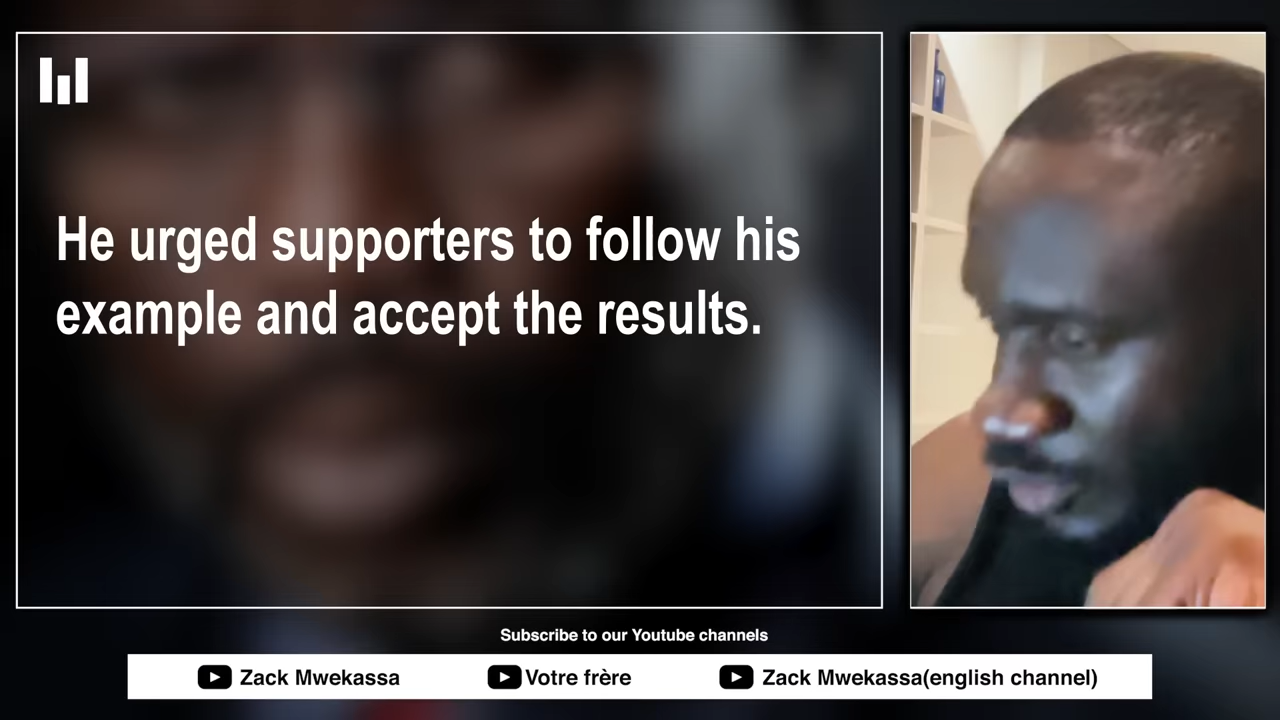 He urged supporters to follow his
example and accept the results.
Subscribe to our Youtube channels
Zack Mwekassa
Votre frère
Zack Mwekassa(english channel)